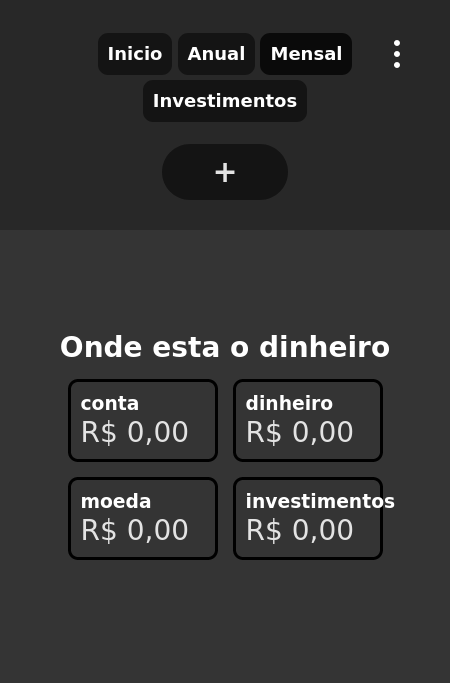 Inicio Anual Mensal
Investimentos
+
Onde esta o dinheiro
conta dinheiro
R$ 0,00 R$ 0,00
moeda investimentos
R$ 0,00 R$ 0,00